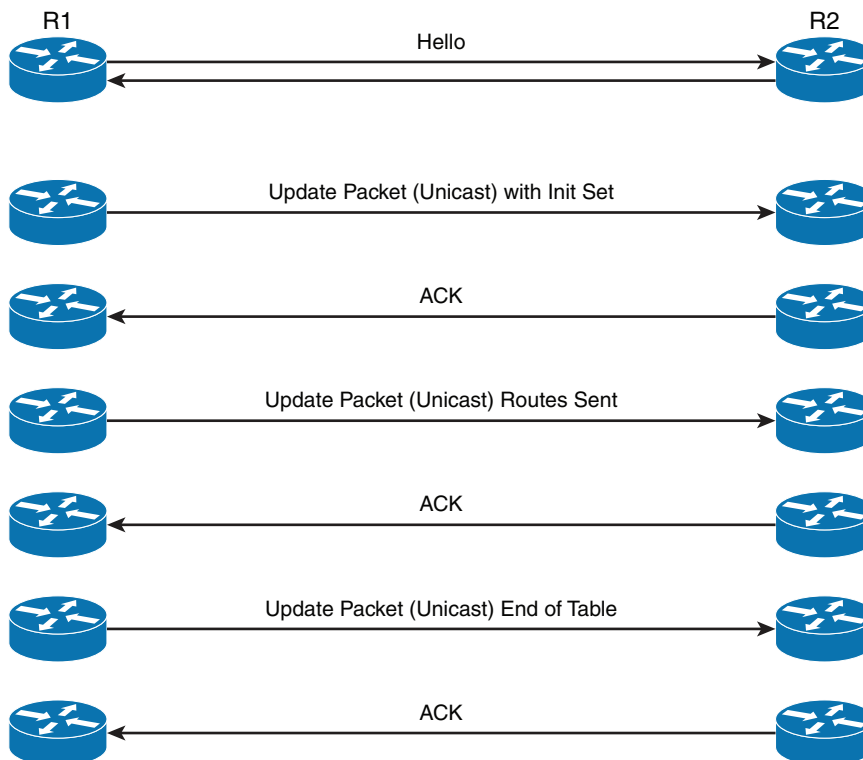 R1
R2
Hello
Update Packet (Unicast) with Init Set
ACK
Update Packet (Unicast) Routes Sent
ACK
Update Packet (Unicast) End of Table
ACK